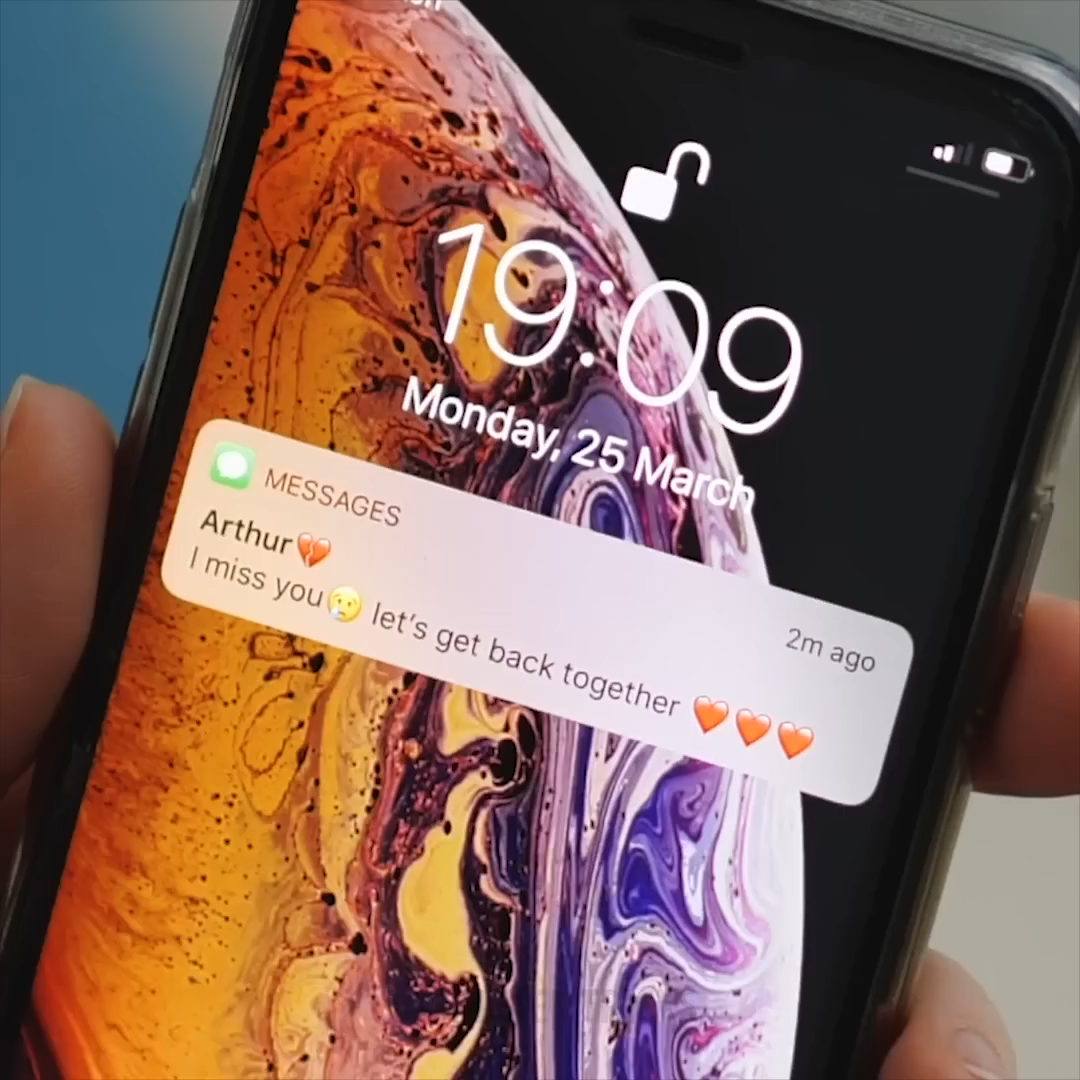 19:09
Monday, 25 March
MESSAGES
Arthur💔
I miss you😢 let's get back together ❤️❤️❤️
2m ago